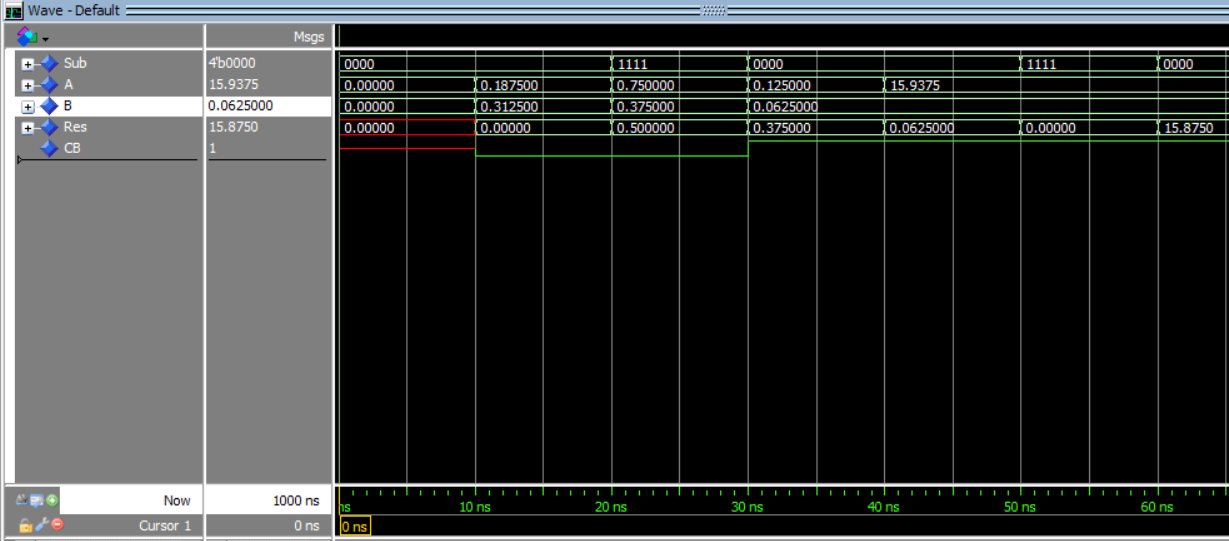 Wave - Default
Msgs
Sub 4'b0000 0000 1111 0000 1111 0000
A 15.9375 0.00000 0.187500 0.750000 0.125000 15.9375
B 0.0625000 0.00000 0.312500 0.375000 0.0625000
Res 15.8750 0.00000 0.00000 0.500000 0.375000 0.0625000 0.00000 15.8750
CB 1
Now 1000 ns ns 10 ns 20 ns 30 ns 40 ns 50 ns 60 ns
Cursor 1 0 ns 0 ns